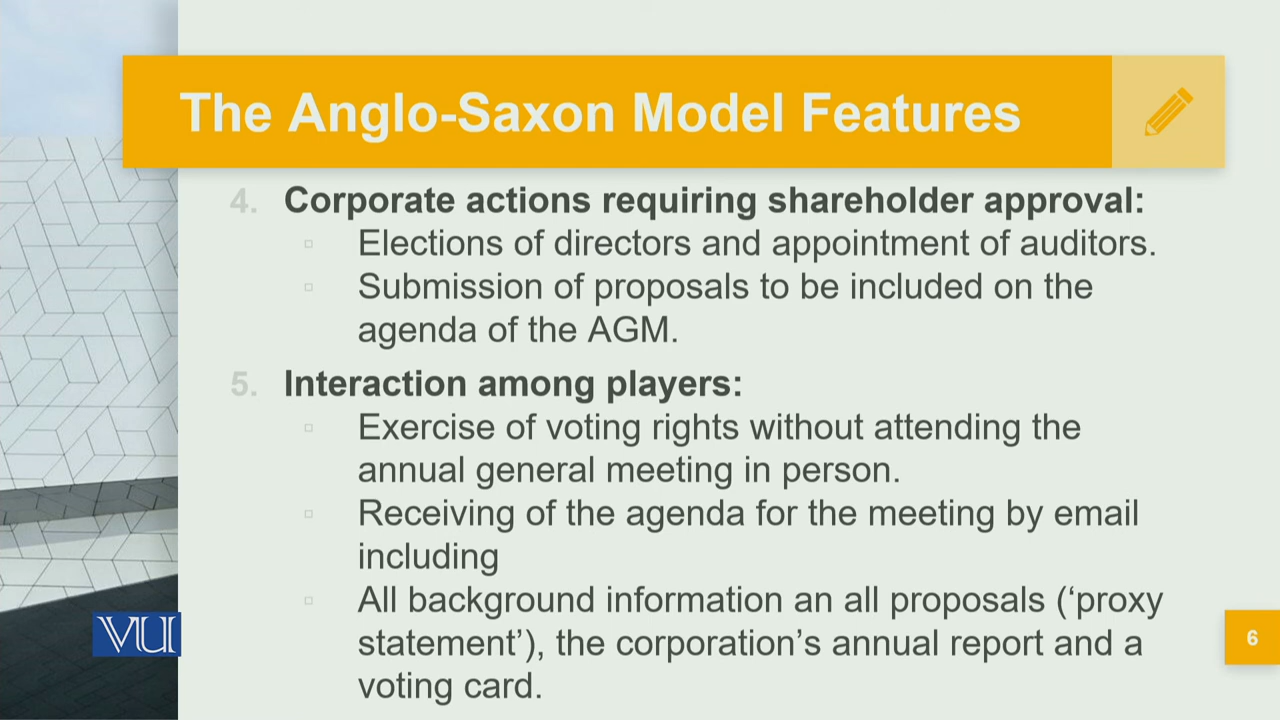 The Anglo-Saxon Model Features
4. Corporate actions requiring shareholder approval:
▫ Elections of directors and appointment of auditors.
▫ Submission of proposals to be included on the
agenda of the AGM.
5. Interaction among players:
▫ Exercise of voting rights without attending the
annual general meeting in person.
▫ Receiving of the agenda for the meeting by email
including
▫ All background information an all proposals (‘proxy
statement’), the corporation’s annual report and a
voting card.
VU
6